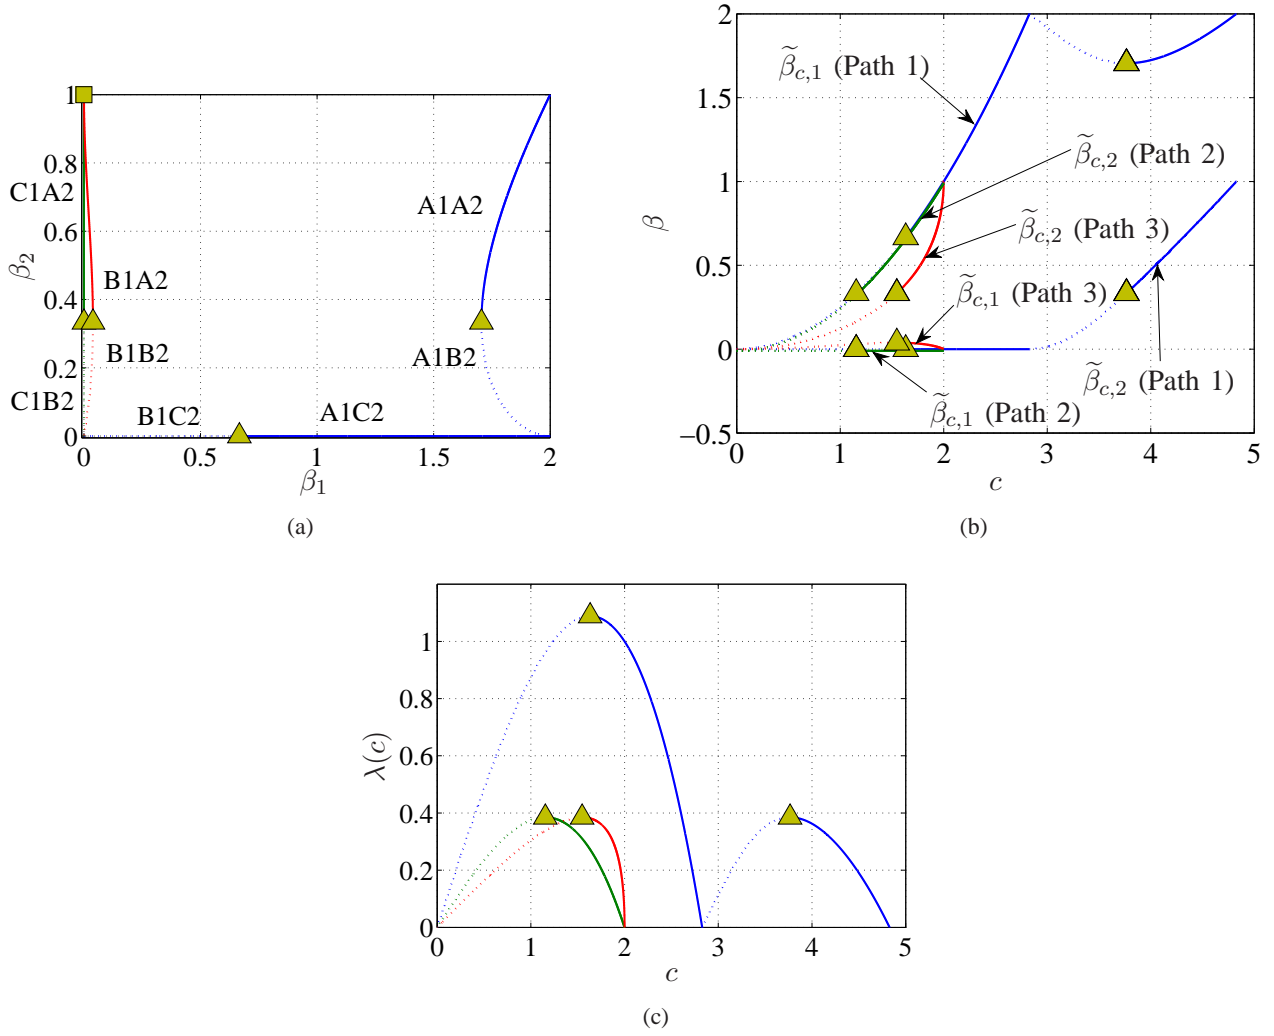 1
0.8
0.6
0.4
0.2
0
β₂
C1A2
B1A2
B1B2
C1B2
B1C2
A1C2
A1A2
A1B2
0
0.5
1
1.5
2
β₁
(a)
2
1.5
1
0.5
0
−0.5
β
β̃c,1 (Path 1)
β̃c,2 (Path 2)
β̃c,2 (Path 3)
β̃c,1 (Path 3)
β̃c,2 (Path 1)
β̃c,1 (Path 2)
0
1
2
3
4
5
c
(b)
1
0.8
0.6
0.4
0.2
0
λ(c)
0
1
2
3
4
5
c
(c)